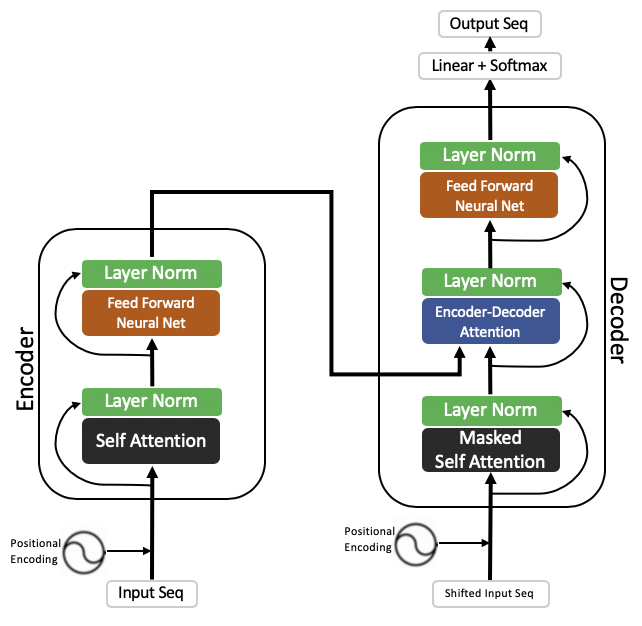 Output Seq
Linear + Softmax
Layer Norm
Feed Forward
Neural Net
Layer Norm
Encoder-Decoder
Attention
Layer Norm
Masked
Self Attention
Decoder
Positional
Encoding
Shifted Input Seq
Encoder
Layer Norm
Feed Forward
Neural Net
Layer Norm
Self Attention
Positional
Encoding
Input Seq